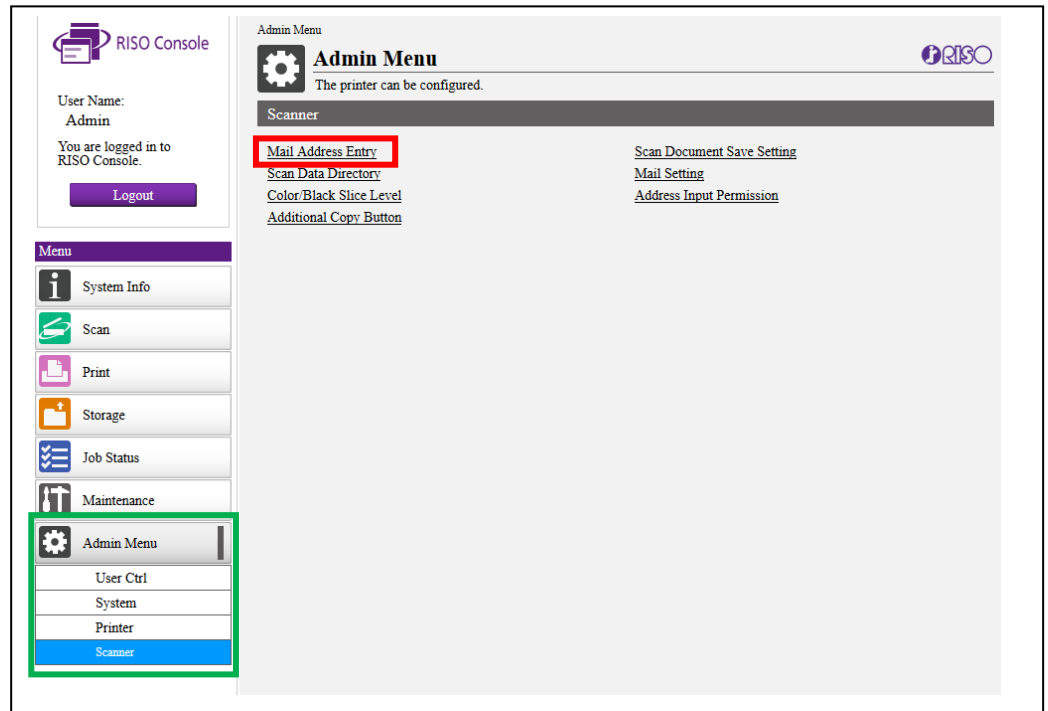 RISO Console
User Name:
Admin
You are logged in to
RISO Console.
Logout
Menu
System Info
Scan
Print
Storage
Job Status
Maintenance
Admin Menu
User Ctrl
System
Printer
Scanner
Admin Menu
Admin Menu
The printer can be configured.
RISO
Scanner
Mail Address Entry
Scan Data Directory
Color/Black Slice Level
Additional Copy Button
Scan Document Save Setting
Mail Setting
Address Input Permission